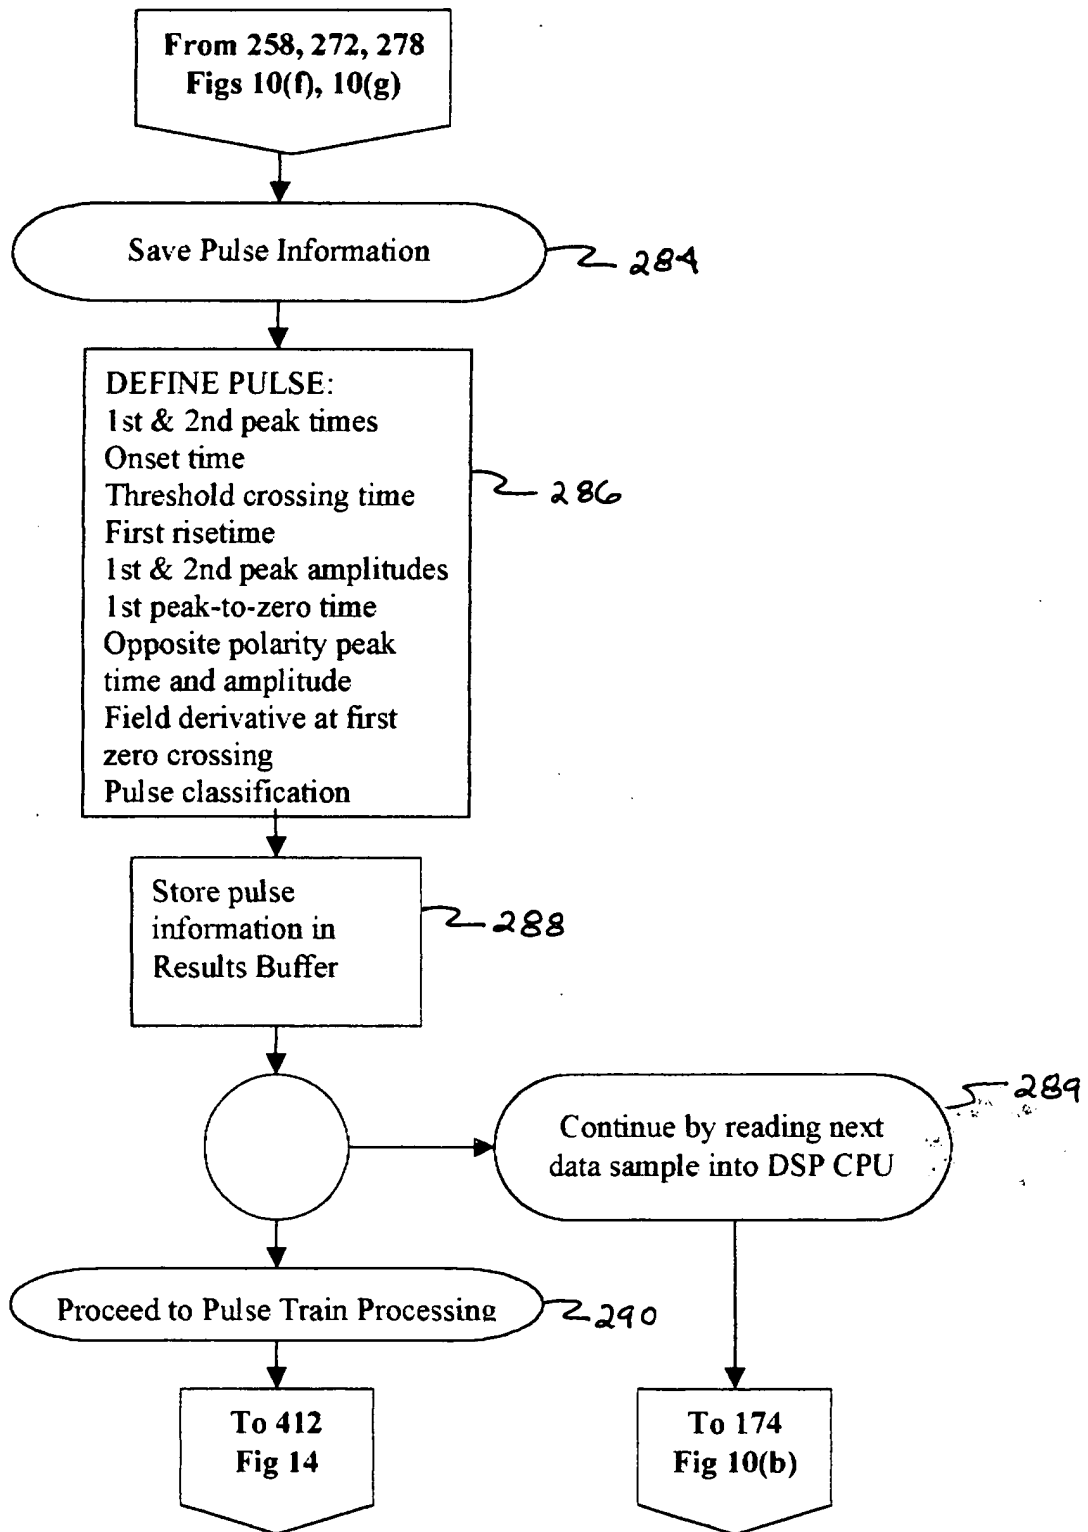 From 258, 272, 278
Figs 10(f), 10(g)
Save Pulse Information
284
DEFINE PULSE:
1st & 2nd peak times
Onset time
Threshold crossing time
First risetime
1st & 2nd peak amplitudes
1st peak-to-zero time
Opposite polarity peak
time and amplitude
Field derivative at first
zero crossing
Pulse classification
286
Store pulse
information in
Results Buffer
288
Continue by reading next
data sample into DSP CPU
289
Proceed to Pulse Train Processing
290
To 412
Fig 14
To 174
Fig 10(b)